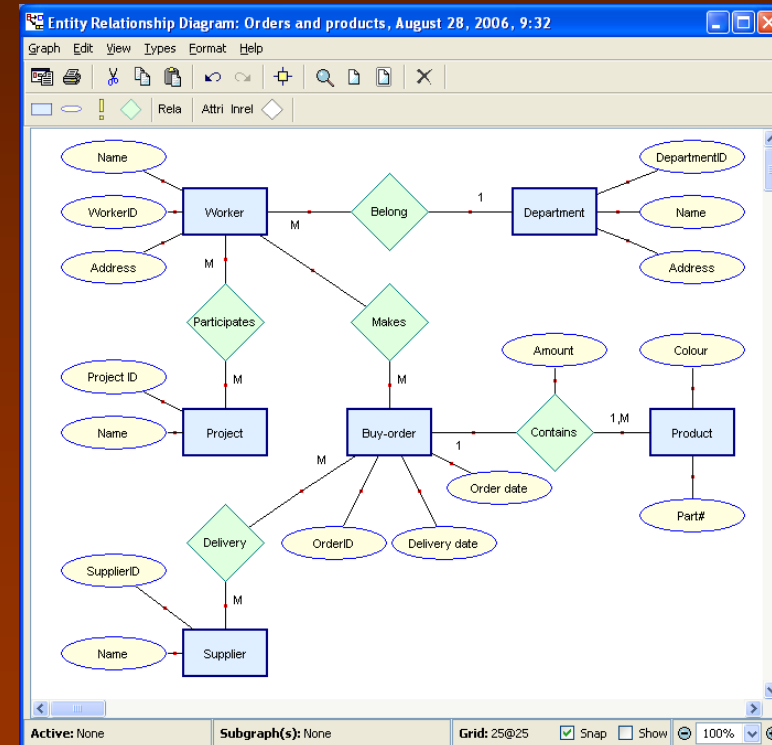 Entity Relationship Diagram: Orders and products, August 28, 2006, 9:32
Graph Edit View Types Format Help
Rela Attri Inrel
Name
DepartmentID
WorkerID
Worker
M
Belong
1
Department
Name
Address
M
Address
Participates
Makes
Amount
Colour
Project ID
M
M
Name
Project
Buy-order
1
Contains
1,M
Product
M
Order date
Part#
Delivery
OrderID
Delivery date
SupplierID
M
Name
Supplier
Active: None
Subgraph(s): None
Grid: 25@25
Snap
Show
100%